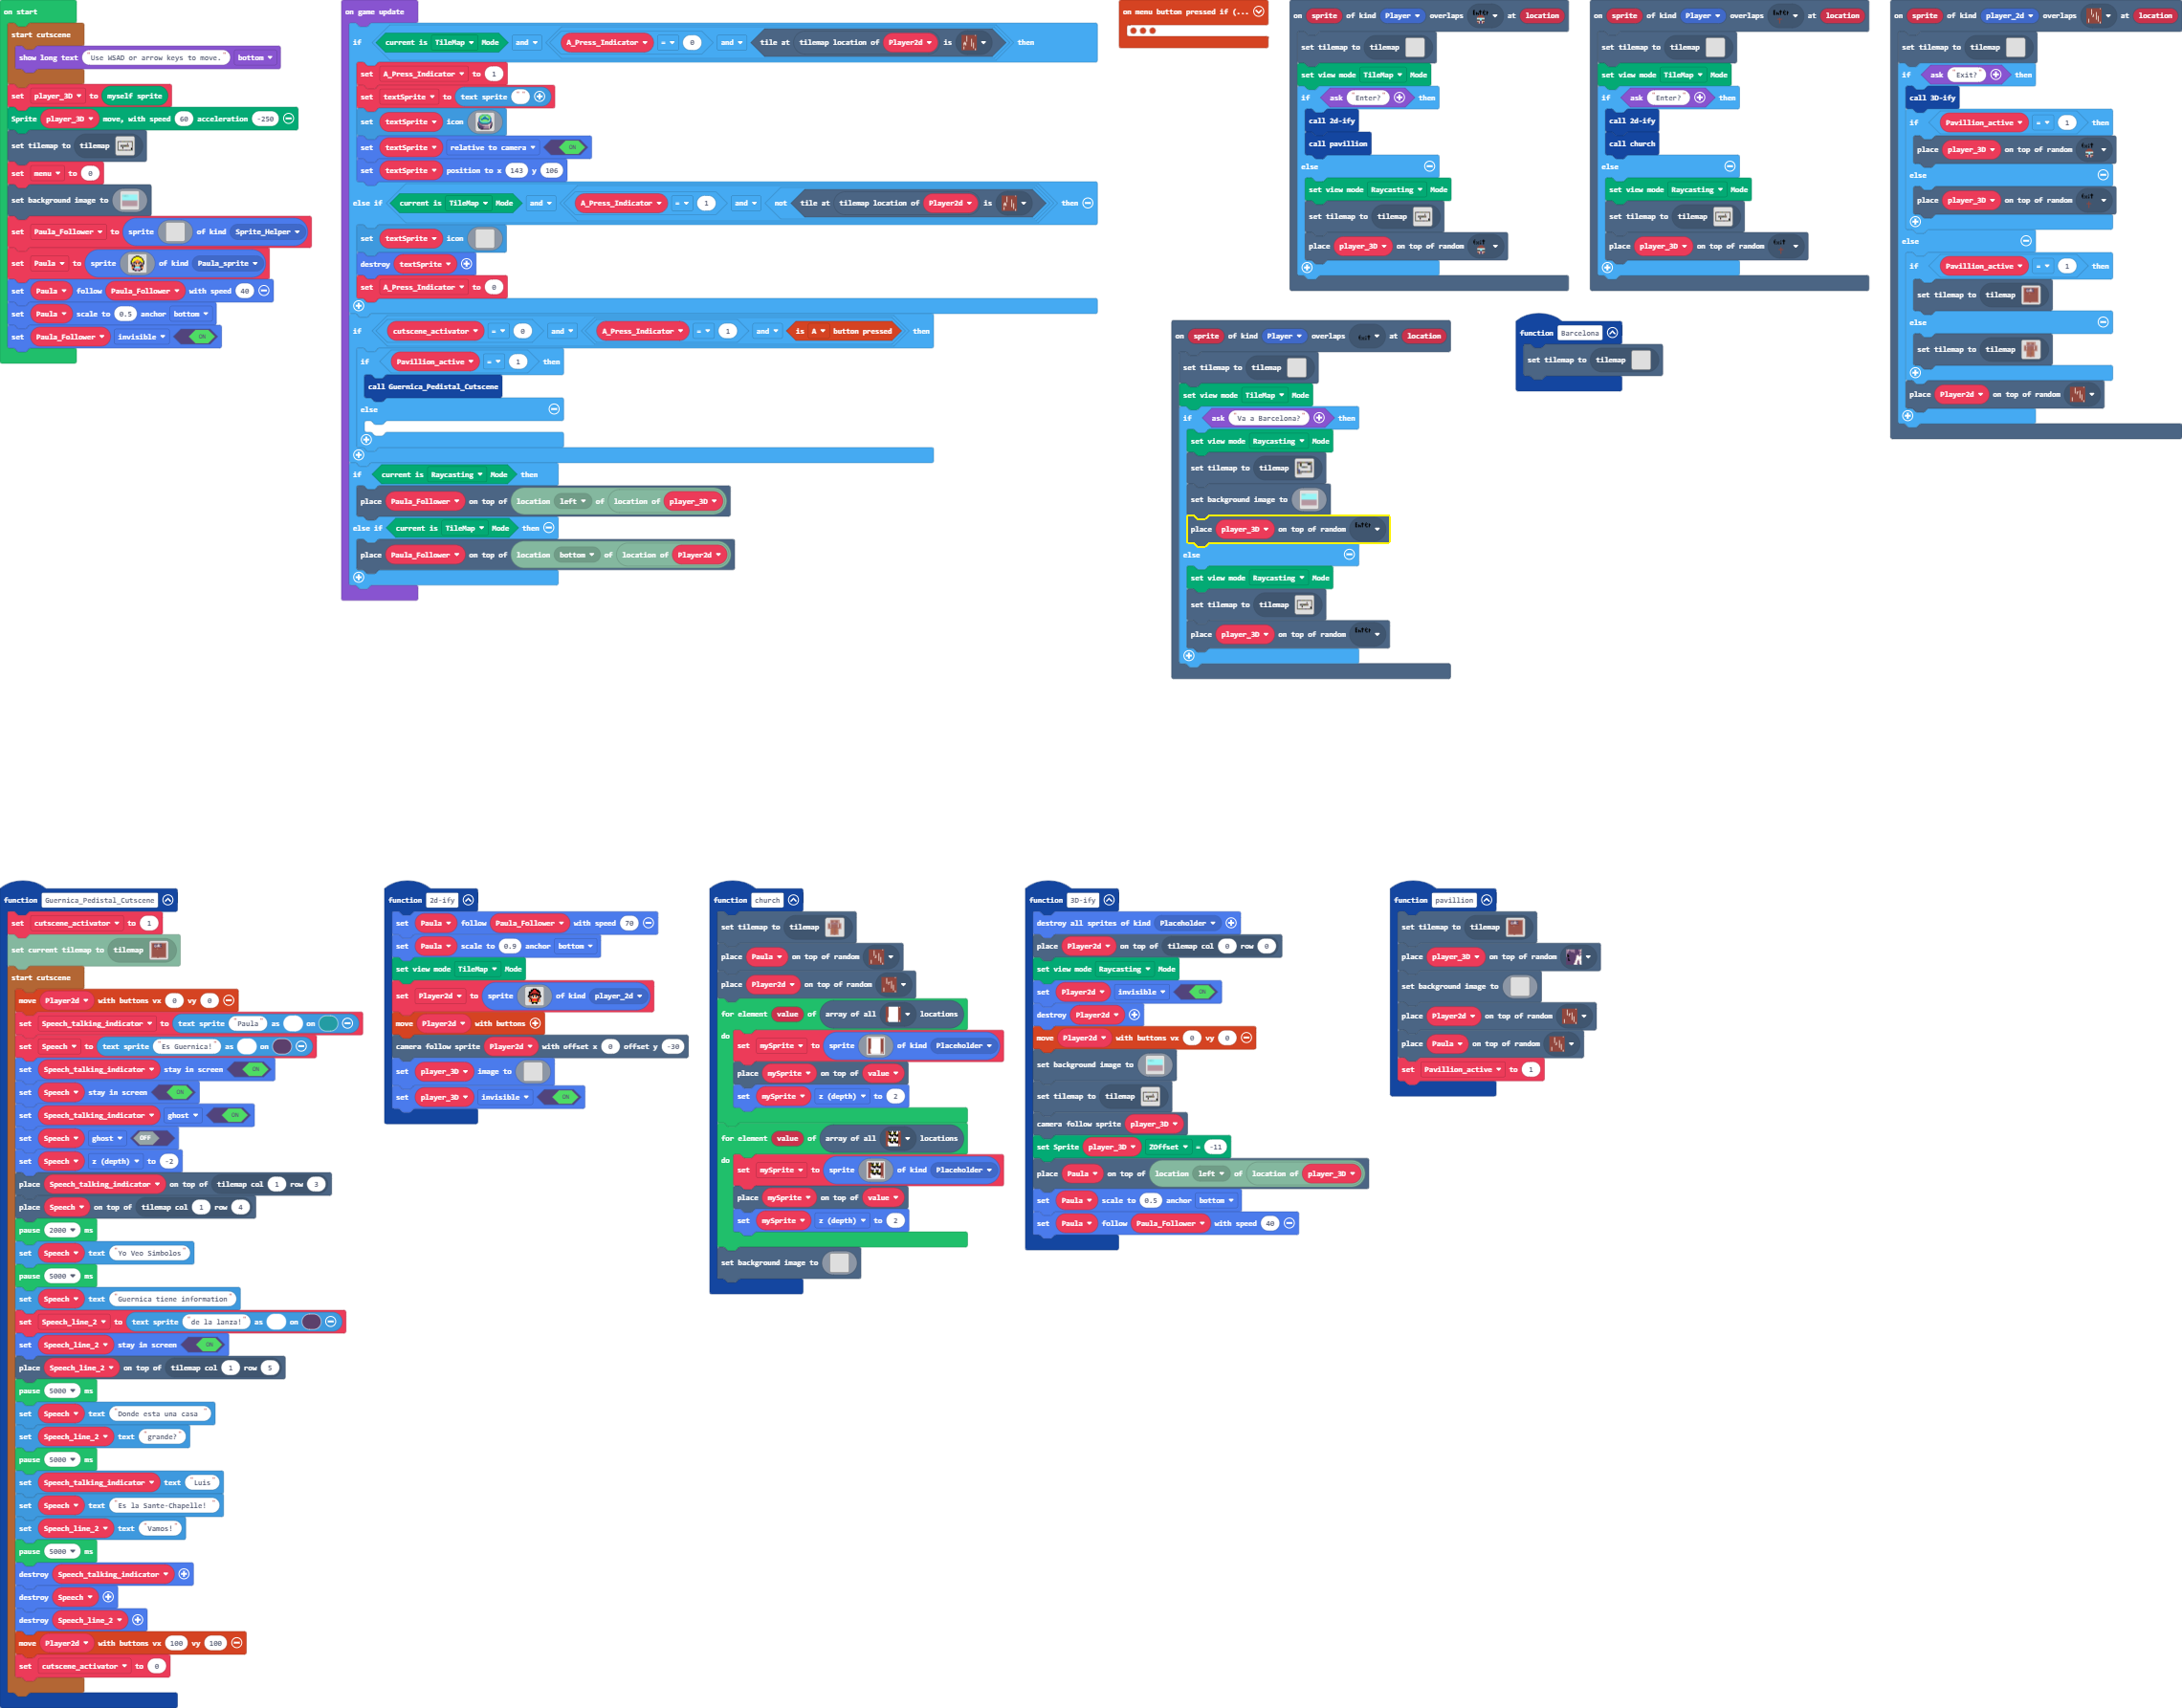 on start
start cutscene
show long text "Use WSAD or arrow keys to move." bottom
set player_3D to myself sprite
Sprite player_3D move, with speed 60 acceleration -250
set tilemap to tilemap
set menu to 0
set background image to
set Paula_Follower to sprite of kind Sprite_Helper
set Paula to sprite of kind Paula_sprite
set Paula follow Paula_Follower with speed 40
set Paula scale to 0.5 anchor bottom
set Paula_Follower invisible ON
on game update
if current is TileMap Mode and A_Press_Indicator = 0 and tile at tilemap location of Player2d is then
set A_Press_Indicator to 1
set textSprite to text sprite " "
set textSprite icon
set textSprite relative to camera ON
set textSprite position to x 143 y 106
else if current is TileMap Mode and A_Press_Indicator = 1 and not tile at tilemap location of Player2d is then
set textSprite icon
destroy textSprite
set A_Press_Indicator to 0
if cutscene_activator = 0 and A_Press_Indicator = 1 and is A button pressed then
if Pavillion_active = 1 then
call Guernica_Pedistal_Cutscene
else
if current is Raycasting Mode then
place Paula_Follower on top of location left of location of player_3D
else if current is TileMap Mode then
place Paula_Follower on top of location bottom of location of Player2d
on menu button pressed if (...
on sprite of kind Player overlaps at location
set tilemap to tilemap
set view mode TileMap Mode
if ask "Enter?" then
call 2d-ify
call pavillion
else
set view mode Raycasting Mode
set tilemap to tilemap
place player_3D on top of random
on sprite of kind Player overlaps at location
set tilemap to tilemap
set view mode TileMap Mode
if ask "Enter?" then
call 2d-ify
call church
else
set view mode Raycasting Mode
set tilemap to tilemap
place player_3D on top of random
on sprite of kind player_2d overlaps at location
set tilemap to tilemap
if ask "Exit?" then
call 3D-ify
if Pavillion_active = 1 then
place player_3D on top of random
else
place player_3D on top of random
else
if Pavillion_active = 1 then
set tilemap to tilemap
else
set tilemap to tilemap
place Player2d on top of random
on sprite of kind Player overlaps at location
set tilemap to tilemap
set view mode TileMap Mode
if ask "Va a Barcelona?" then
set view mode Raycasting Mode
set tilemap to tilemap
set background image to
place player_3D on top of random
else
set view mode Raycasting Mode
set tilemap to tilemap
place player_3D on top of random
function Barcelona
set tilemap to tilemap
function Guernica_Pedistal_Cutscene
set cutscene_activator to 1
set current tilemap to tilemap
start cutscene
move Player2d with buttons vx 0 vy 0
set Speech_talking_indicator to text sprite "Paula" as on
set Speech to text sprite "Es Guernica!" as on
set Speech_talking_indicator stay in screen ON
set Speech stay in screen ON
set Speech_talking_indicator ghost ON
set Speech ghost OFF
set Speech z (depth) to -2
place Speech_talking_indicator on top of tilemap col 1 row 3
place Speech on top of tilemap col 1 row 4
pause 2000 ms
set Speech text "Yo Veo Simbolos"
pause 5000 ms
set Speech text "Guernica tiene information"
set Speech_line_2 to text sprite "de la lanza!" as on
set Speech_line_2 stay in screen ON
place Speech_line_2 on top of tilemap col 1 row 5
pause 5000 ms
set Speech text "Donde esta una casa "
set Speech_line_2 text "grande?"
pause 5000 ms
set Speech_talking_indicator text "Luis"
set Speech text "Es la Sante-Chapelle! "
set Speech_line_2 text "Vamos!"
pause 5000 ms
destroy Speech_talking_indicator
destroy Speech
destroy Speech_line_2
move Player2d with buttons vx 100 vy 100
set cutscene_activator to 0
function 2d-ify
set Paula follow Paula_Follower with speed 70
set Paula scale to 0.9 anchor bottom
set view mode TileMap Mode
set Player2d to sprite of kind player_2d
move Player2d with buttons
camera follow sprite Player2d with offset x 0 offset y -30
set player_3D image to
set player_3D invisible ON
function church
set tilemap to tilemap
place Paula on top of random
place Player2d on top of random
for element value of array of all locations
do
set mySprite to sprite of kind Placeholder
place mySprite on top of value
set mySprite z (depth) to 2
for element value of array of all locations
do
set mySprite to sprite of kind Placeholder
place mySprite on top of value
set mySprite z (depth) to 2
set background image to
function 3D-ify
destroy all sprites of kind Placeholder
place Player2d on top of tilemap col 0 row 0
set view mode Raycasting Mode
set Player2d invisible ON
destroy Player2d
move Player2d with buttons vx 0 vy 0
set background image to
set tilemap to tilemap
camera follow sprite player_3D
set Sprite player_3D ZOffset = -11
place Paula on top of location left of location of player_3D
set Paula scale to 0.5 anchor bottom
set Paula follow Paula_Follower with speed 40
function pavillion
set tilemap to tilemap
place player_3D on top of random
set background image to
place Player2d on top of random
place Paula on top of random
set Pavillion_active to 1